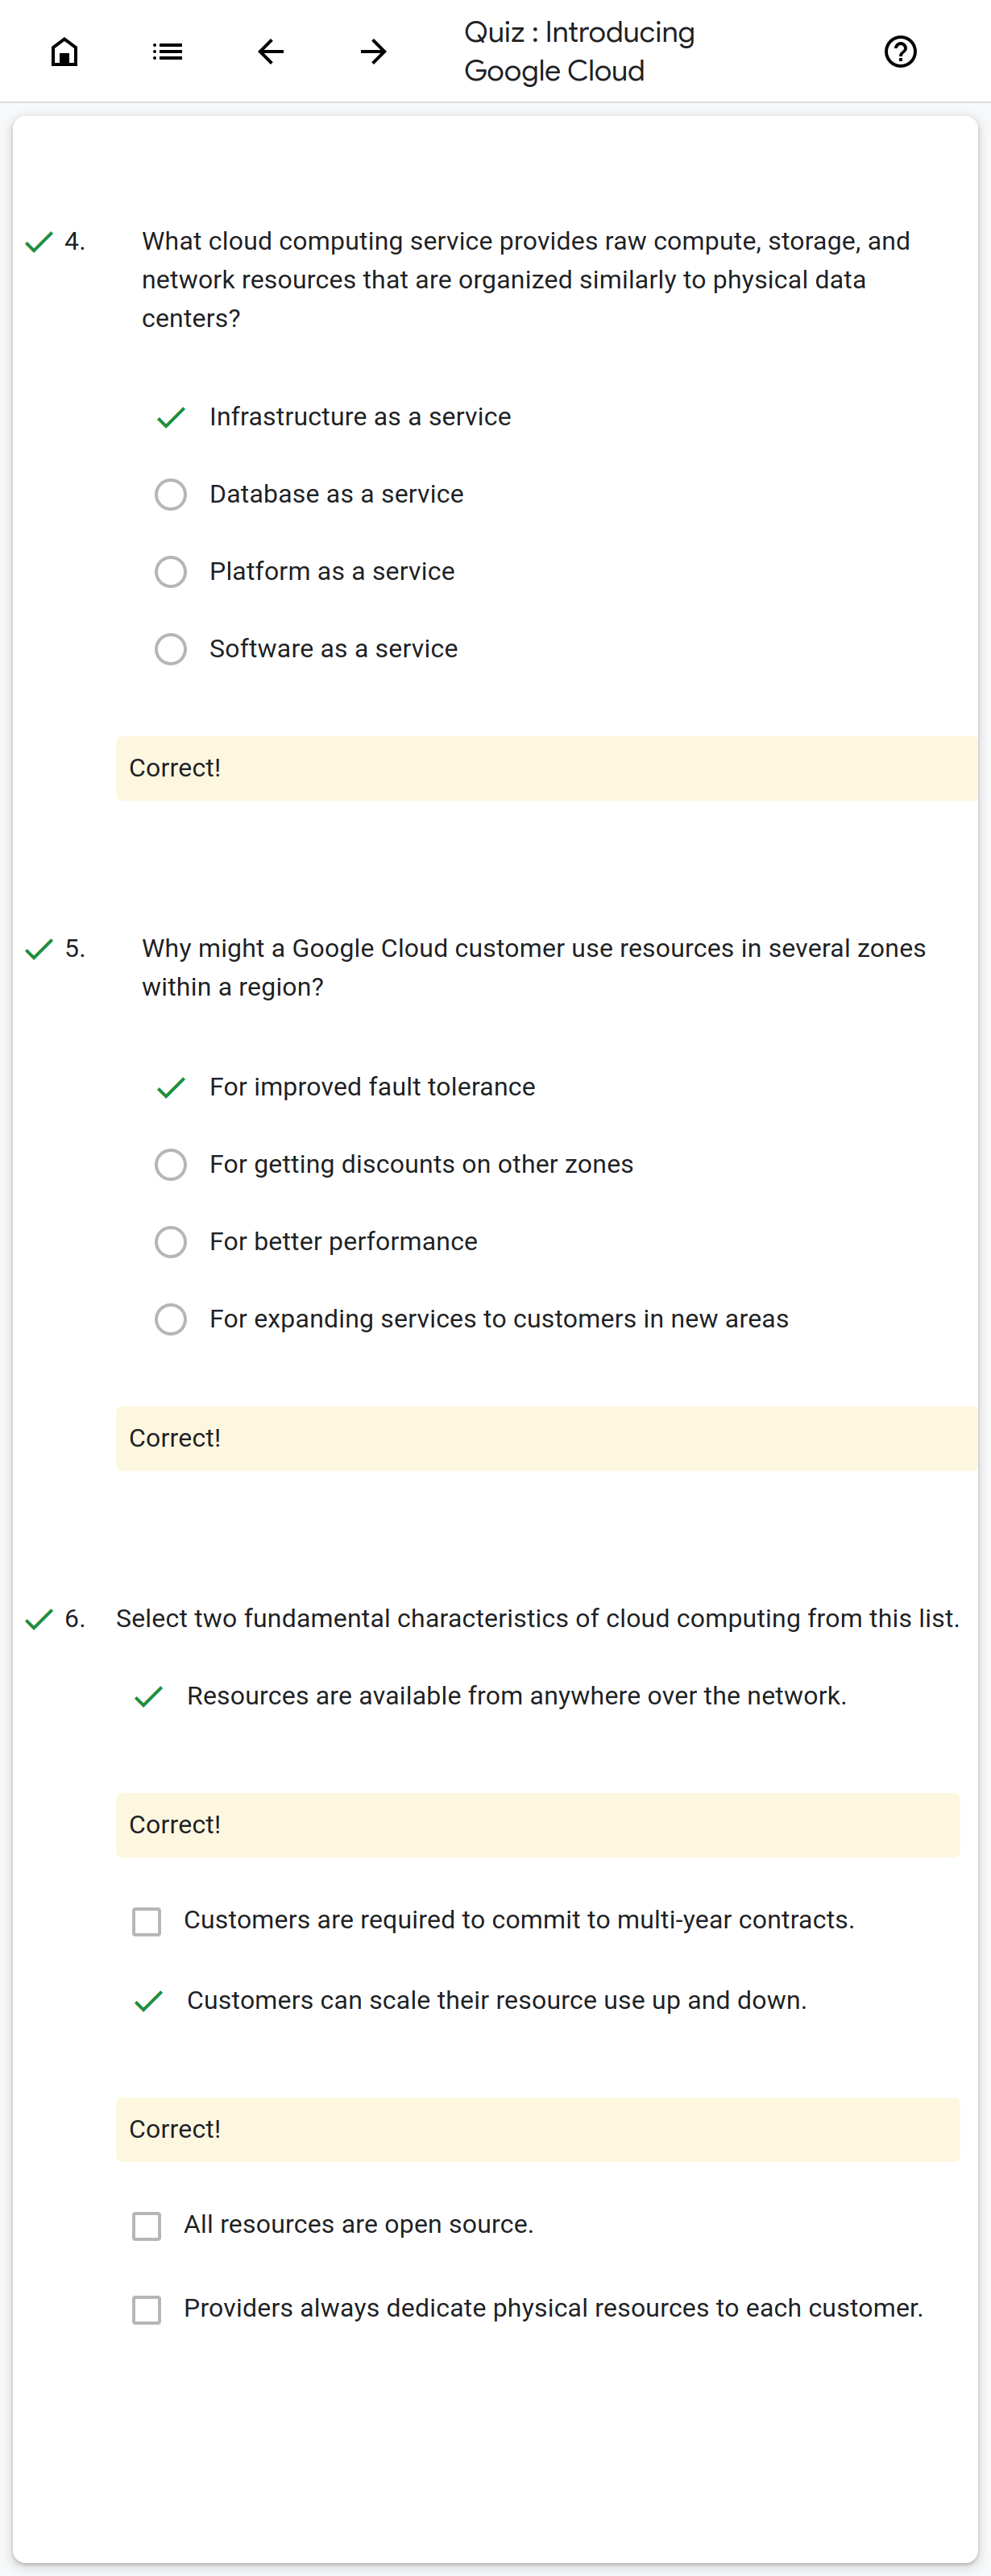 Quiz : Introducing
Google Cloud
4.
What cloud computing service provides raw compute, storage, and
network resources that are organized similarly to physical data
centers?
Infrastructure as a service
Database as a service
Platform as a service
Software as a service
Correct!
5.
Why might a Google Cloud customer use resources in several zones
within a region?
For improved fault tolerance
For getting discounts on other zones
For better performance
For expanding services to customers in new areas
Correct!
6. Select two fundamental characteristics of cloud computing from this list.
Resources are available from anywhere over the network.
Correct!
Customers are required to commit to multi-year contracts.
Customers can scale their resource use up and down.
Correct!
All resources are open source.
Providers always dedicate physical resources to each customer.